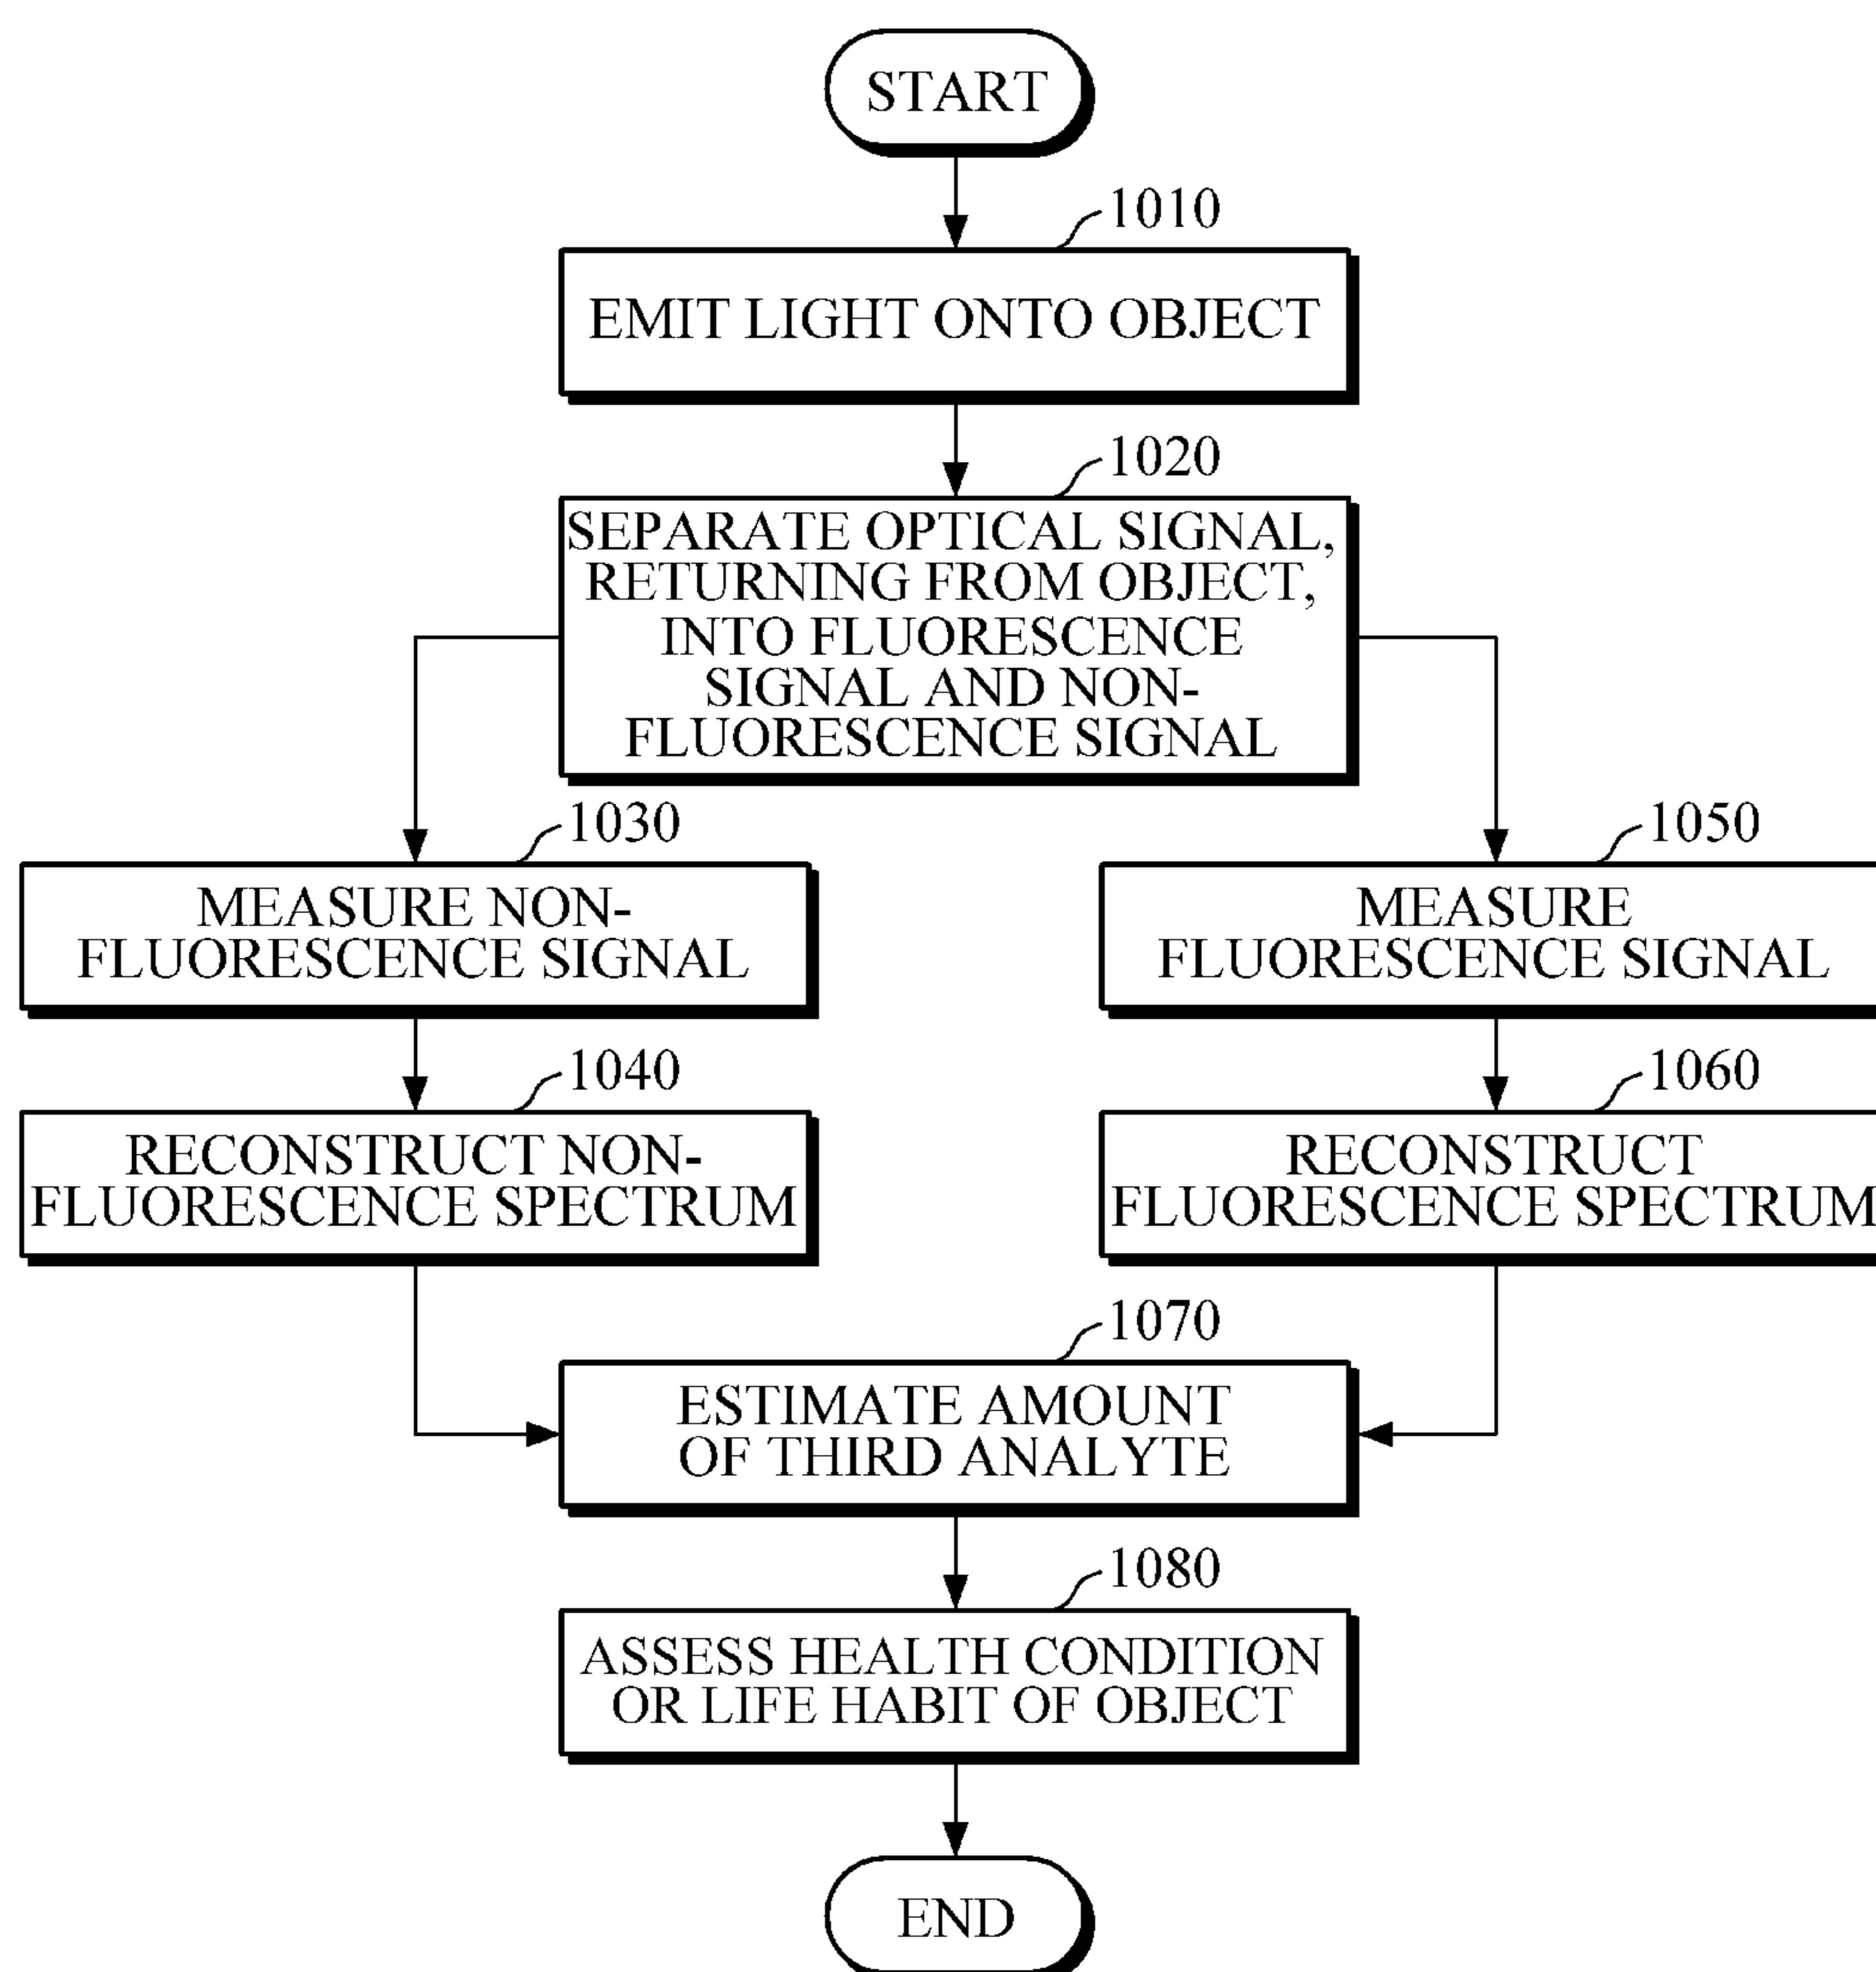 START
1010
EMIT LIGHT ONTO OBJECT
1020
SEPARATE OPTICAL SIGNAL,
RETURNING FROM OBJECT,
INTO FLUORESCENCE
SIGNAL AND NON-
FLUORESCENCE SIGNAL
1030
MEASURE NON-
FLUORESCENCE SIGNAL
1050
MEASURE
FLUORESCENCE SIGNAL
1040
RECONSTRUCT NON-
FLUORESCENCE SPECTRUM
1060
RECONSTRUCT
FLUORESCENCE SPECTRUM
1070
ESTIMATE AMOUNT
OF THIRD ANALYTE
1080
ASSESS HEALTH CONDITION
OR LIFE HABIT OF OBJECT
END